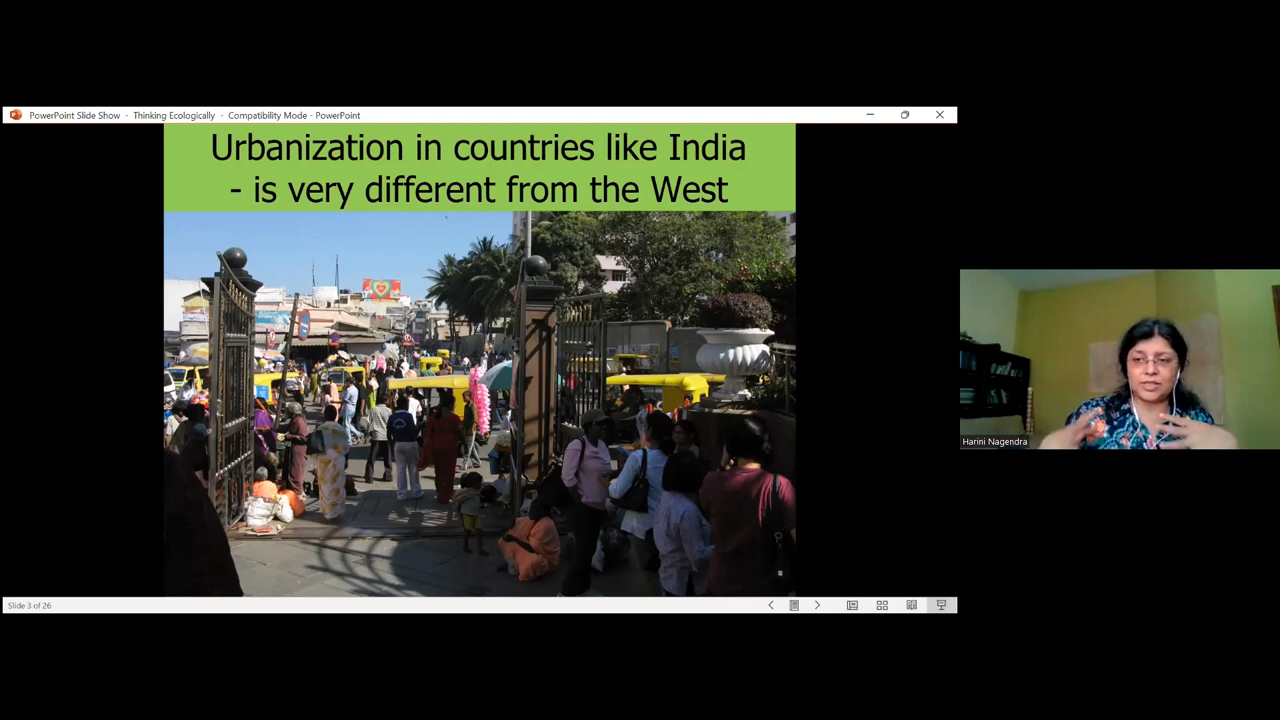 PowerPoint Slide Show - Thinking Ecologically - Compatibility Mode - PowerPoint
Urbanization in countries like India
- is very different from the West
Harini Nagendra
Slide 3 of 26